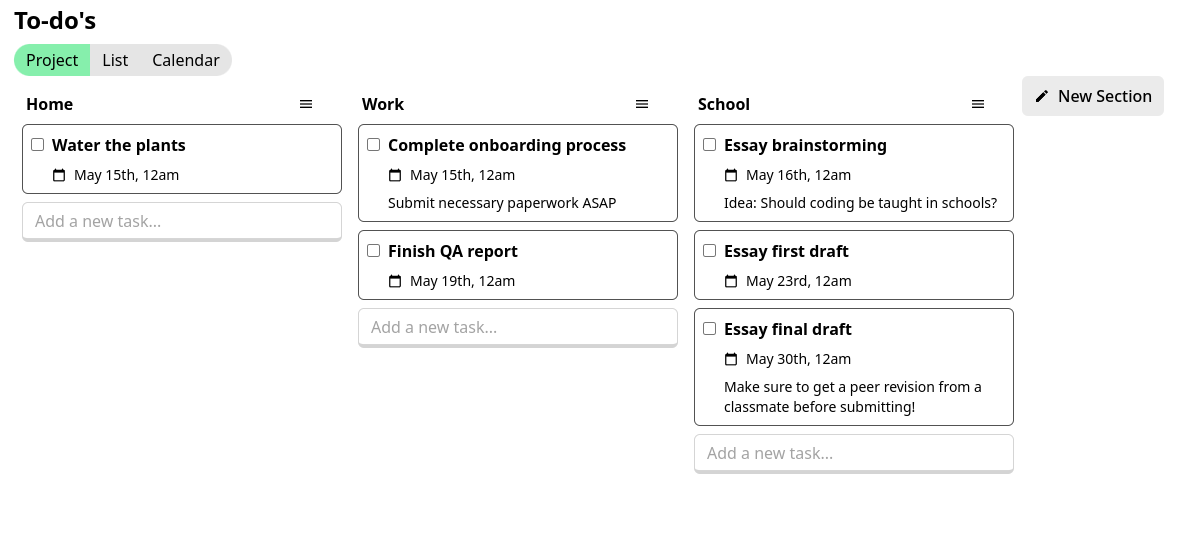 To-do's
Project List Calendar
New Section
Home
Water the plants
May 15th, 12am
Add a new task...
Work
Complete onboarding process
May 15th, 12am
Submit necessary paperwork ASAP
Finish QA report
May 19th, 12am
Add a new task...
School
Essay brainstorming
May 16th, 12am
Idea: Should coding be taught in schools?
Essay first draft
May 23rd, 12am
Essay final draft
May 30th, 12am
Make sure to get a peer revision from a
classmate before submitting!
Add a new task...